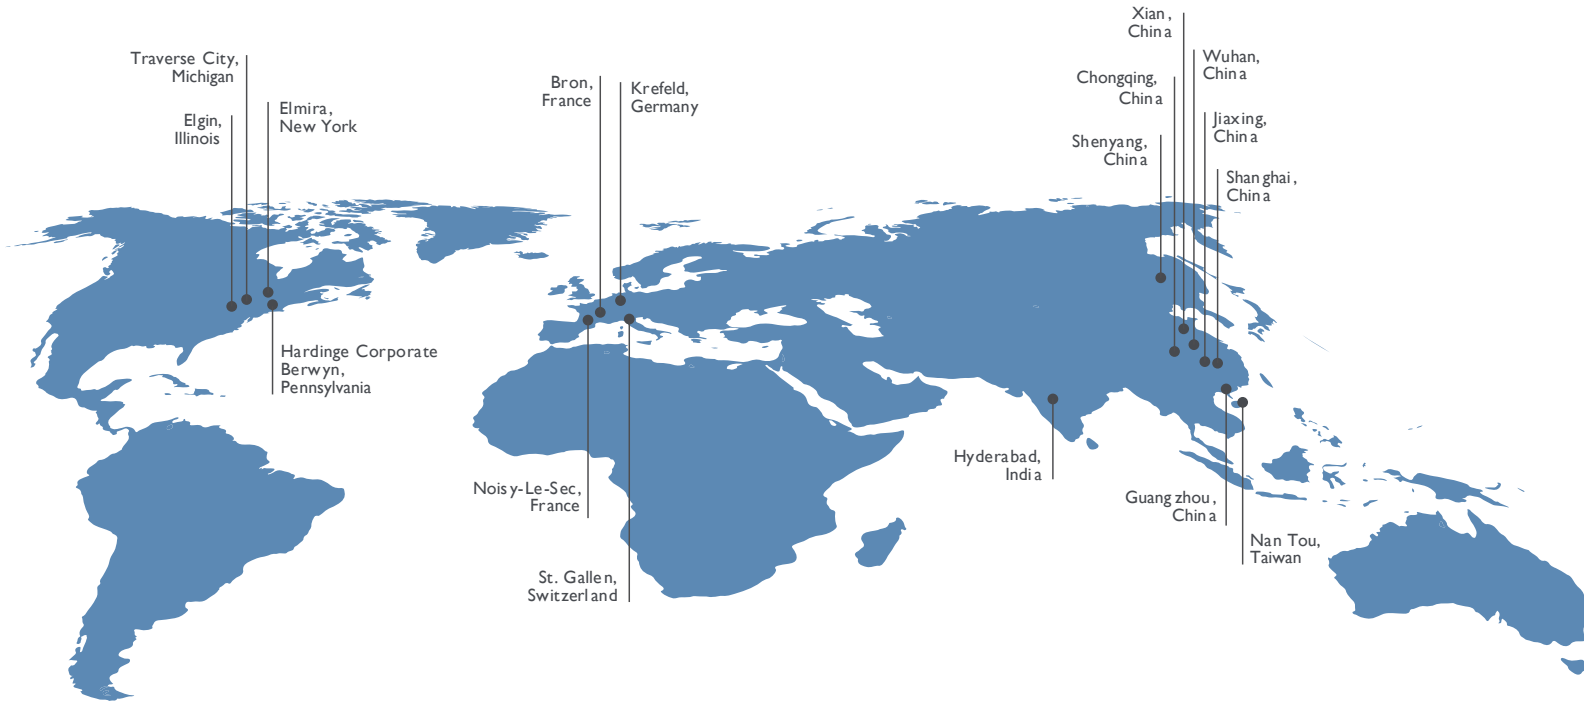 Xian,
China
Traverse City,
Michigan
Wuhan,
China
Chongqing,
China
Bron,
France
Krefeld,
Germany
Elmira,
New York
Elgin,
Illinois
Jiaxing,
China
Shenyang,
China
Shanghai,
China
Hardinge Corporate
Berwyn,
Pennsylvania
Hyderabad,
India
Noisy-Le-Sec,
France
Guangzhou,
China
Nan Tou,
Taiwan
St. Gallen,
Switzerland